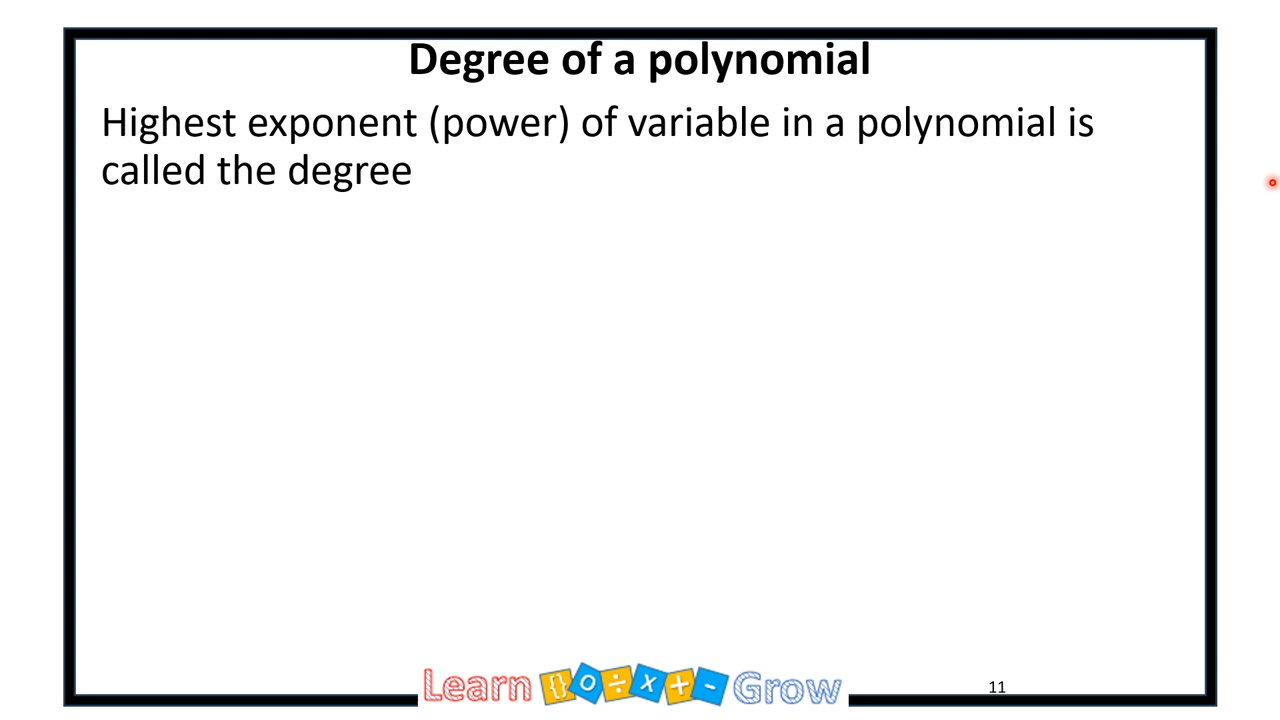 Degree of a polynomial
Highest exponent (power) of variable in a polynomial is
called the degree
Learn {} o ÷ x + - Grow
11